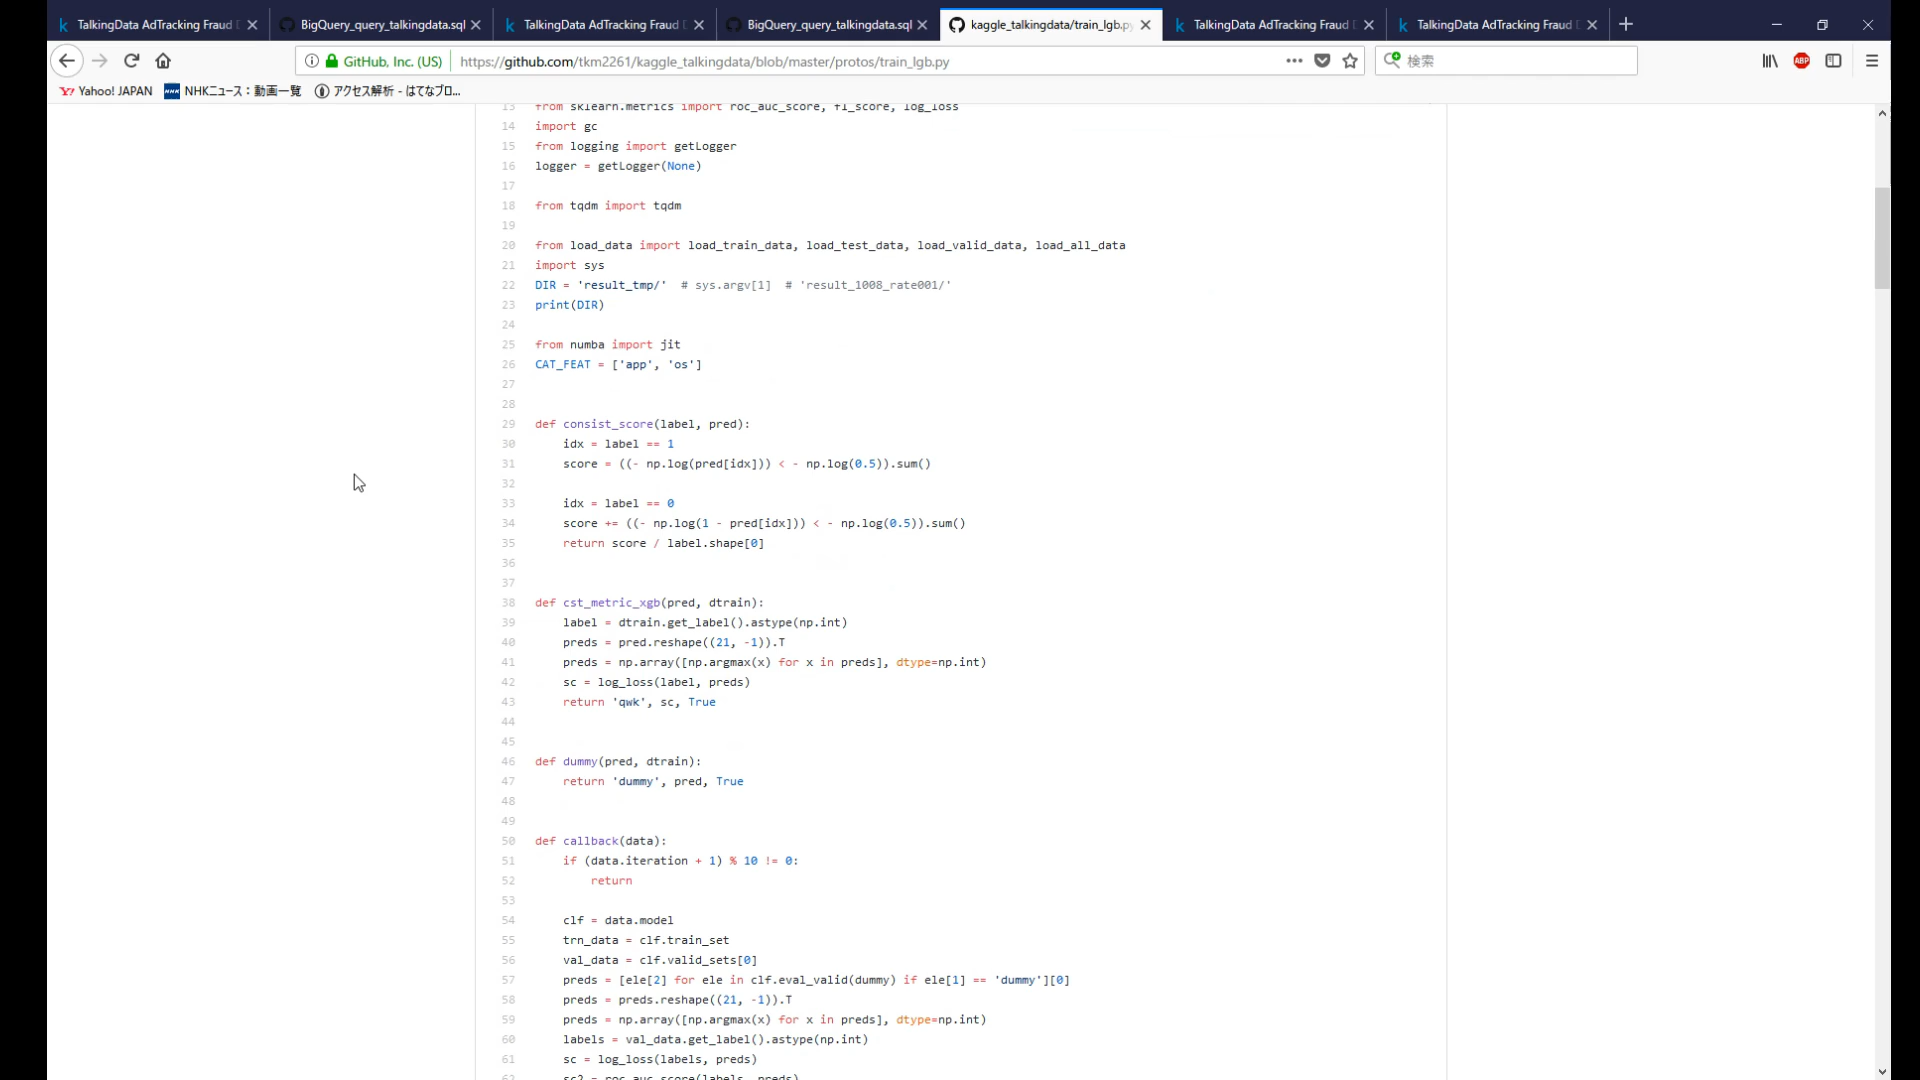 TalkingData AdTracking Fraud D
BigQuery_query_talkingdata.sql
TalkingData AdTracking Fraud D
BigQuery_query_talkingdata.sql
kaggle_talkingdata/train_lgb.py
TalkingData AdTracking Fraud D
TalkingData AdTracking Fraud D
GitHub, Inc. (US)
https://github.com/tkm2261/kaggle_talkingdata/blob/master/protos/train_lgb.py
検索
ABP
Yahoo! JAPAN
NHKニュース：動画一覧
アクセス解析 - はてなブロ...
13 from sklearn.metrics import roc_auc_score, f1_score, log_loss
14 import gc
15 from logging import getLogger
16 logger = getLogger(None)
17
18 from tqdm import tqdm
19
20 from load_data import load_train_data, load_test_data, load_valid_data, load_all_data
21 import sys
22 DIR = 'result_tmp/'  # sys.argv[1]  # 'result_1008_rate001/'
23 print(DIR)
24
25 from numba import jit
26 CAT_FEAT = ['app', 'os']
27
28
29 def consist_score(label, pred):
30     idx = label == 1
31     score = ((- np.log(pred[idx])) < - np.log(0.5)).sum()
32
33     idx = label == 0
34     score += ((- np.log(1 - pred[idx])) < - np.log(0.5)).sum()
35     return score / label.shape[0]
36
37
38 def cst_metric_xgb(pred, dtrain):
39     label = dtrain.get_label().astype(np.int)
40     preds = pred.reshape((21, -1)).T
41     preds = np.array([np.argmax(x) for x in preds], dtype=np.int)
42     sc = log_loss(label, preds)
43     return 'qwk', sc, True
44
45
46 def dummy(pred, dtrain):
47     return 'dummy', pred, True
48
49
50 def callback(data):
51     if (data.iteration + 1) % 10 != 0:
52         return
53
54     clf = data.model
55     trn_data = clf.train_set
56     val_data = clf.valid_sets[0]
57     preds = [ele[2] for ele in clf.eval_valid(dummy) if ele[1] == 'dummy'][0]
58     preds = preds.reshape((21, -1)).T
59     preds = np.array([np.argmax(x) for x in preds], dtype=np.int)
60     labels = val_data.get_label().astype(np.int)
61     sc = log_loss(labels, preds)
62     sc2 = roc_auc_score(labels, preds)